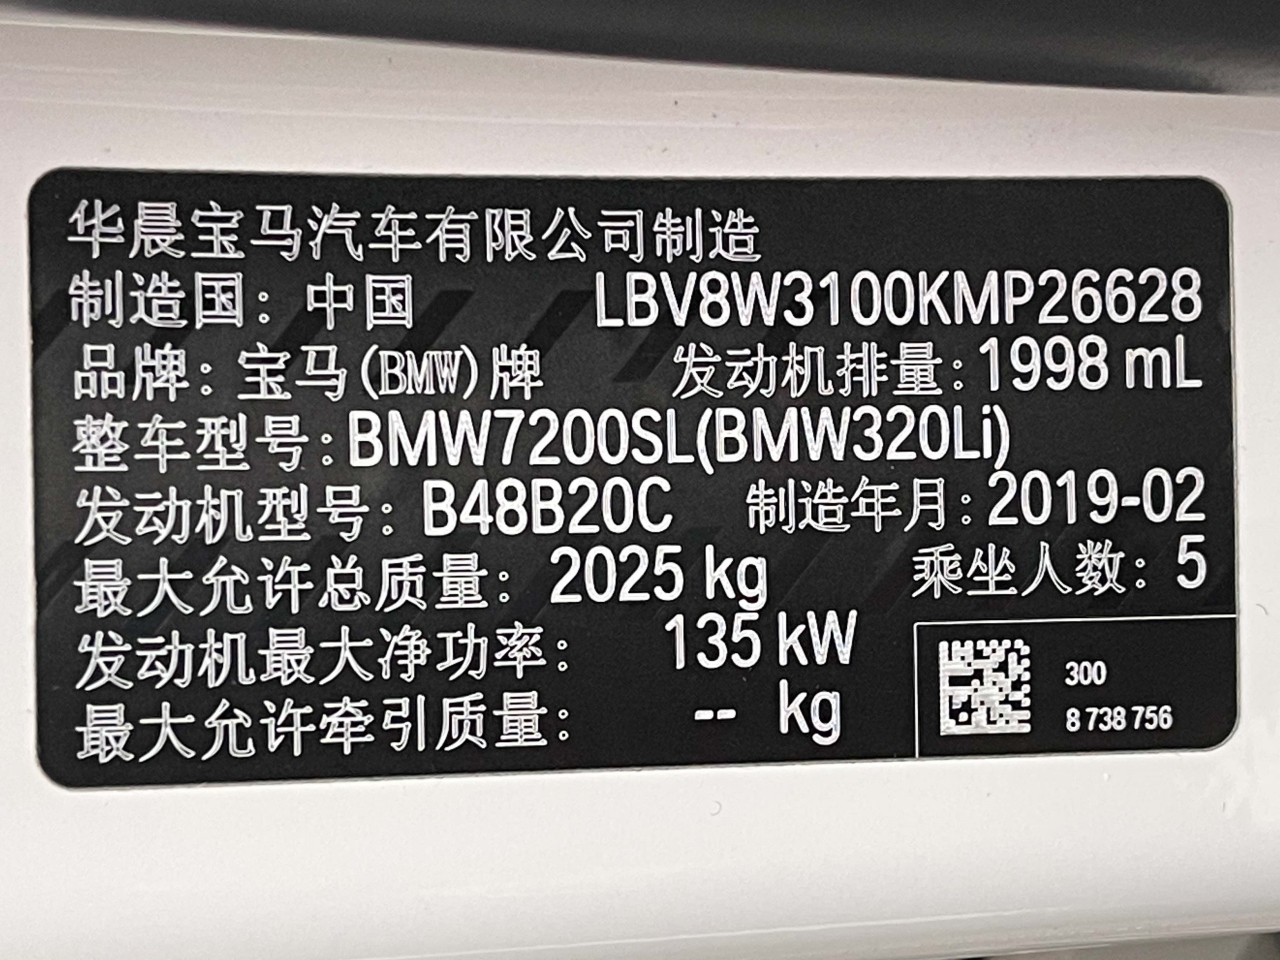 华晨宝马汽车有限公司制造
制造国：中国 LBV8W3100KMP26628
品牌：宝马(BMW)牌 发动机排量：1998 mL
整车型号：BMW7200SL(BMW320Li)
发动机型号：B48B20C 制造年月：2019-02
最大允许总质量：2025 kg 乘坐人数：5
发动机最大净功率：135 kW
最大允许牵引质量：-- kg
300
8 738 756